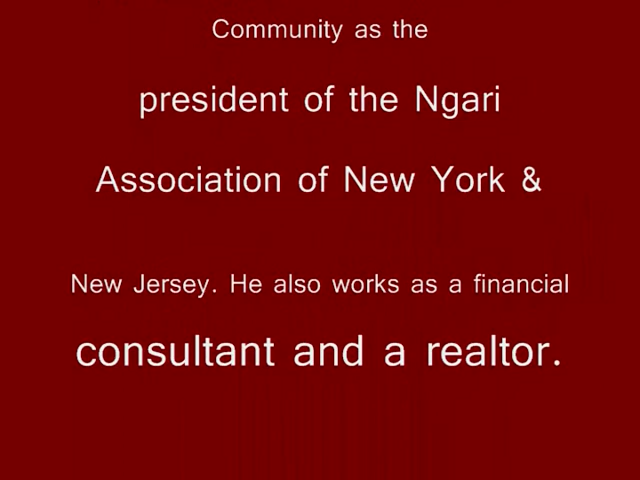 Community as the
president of the Ngari
Association of New York &
New Jersey. He also works as a financial
consultant and a realtor.